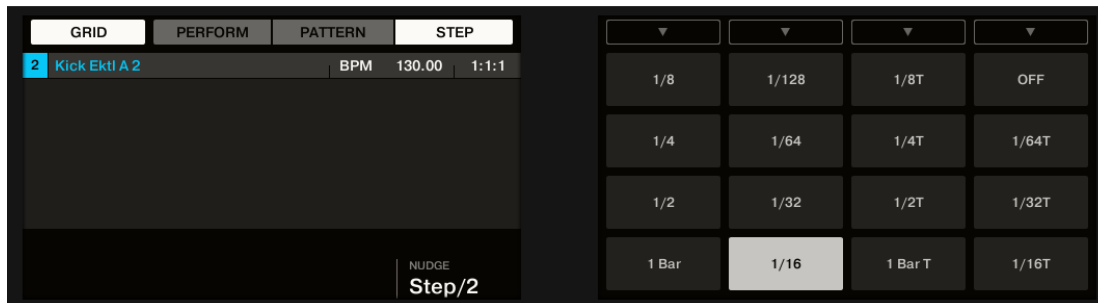 GRID PERFORM PATTERN STEP
2 Kick Ektl A 2 BPM 130.00 1:1:1
NUDGE
Step/2
1/8 1/128 1/8T OFF
1/4 1/64 1/4T 1/64T
1/2 1/32 1/2T 1/32T
1 Bar 1/16 1 Bar T 1/16T